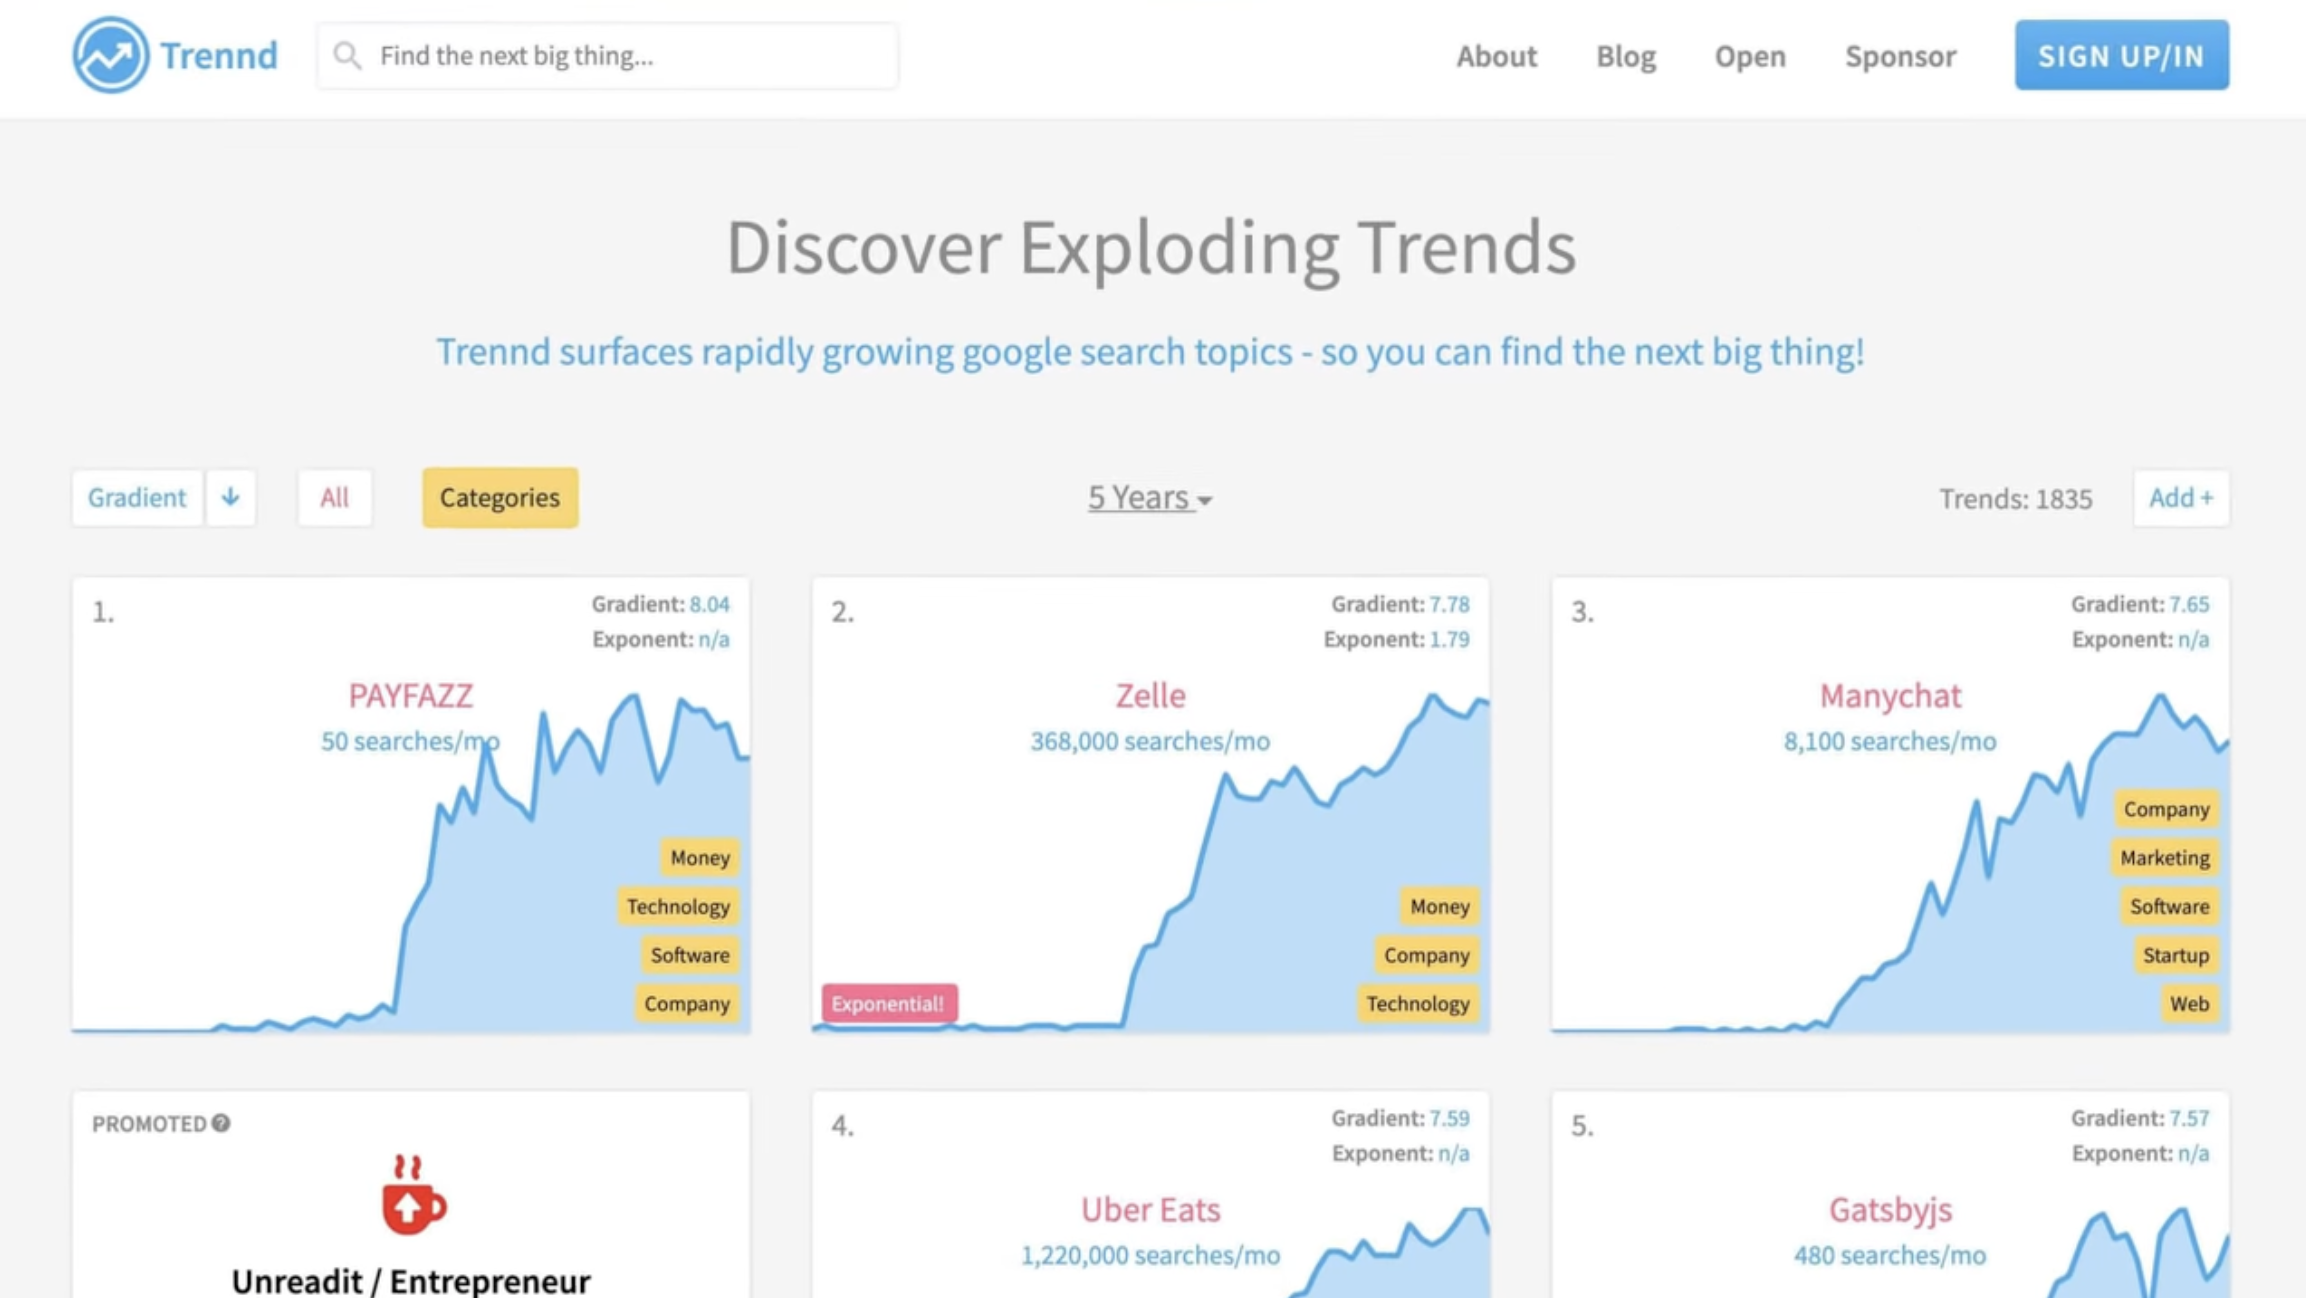 Trennd
Find the next big thing...
About
Blog
Open
Sponsor
SIGN UP/IN
Discover Exploding Trends
Trennd surfaces rapidly growing google search topics - so you can find the next big thing!
Gradient
All
Categories
5 Years
Trends: 1835
Add +
1.
Gradient: 8.04
Exponent: n/a
PAYFAZZ
50 searches/mo
Money
Technology
Software
Company
2.
Gradient: 7.78
Exponent: 1.79
Zelle
368,000 searches/mo
Exponential!
Money
Company
Technology
3.
Gradient: 7.65
Exponent: n/a
Manychat
8,100 searches/mo
Company
Marketing
Software
Startup
Web
PROMOTED
Unreadit / Entrepreneur
4.
Gradient: 7.59
Exponent: n/a
Uber Eats
1,220,000 searches/mo
5.
Gradient: 7.57
Exponent: n/a
Gatsbyjs
480 searches/mo